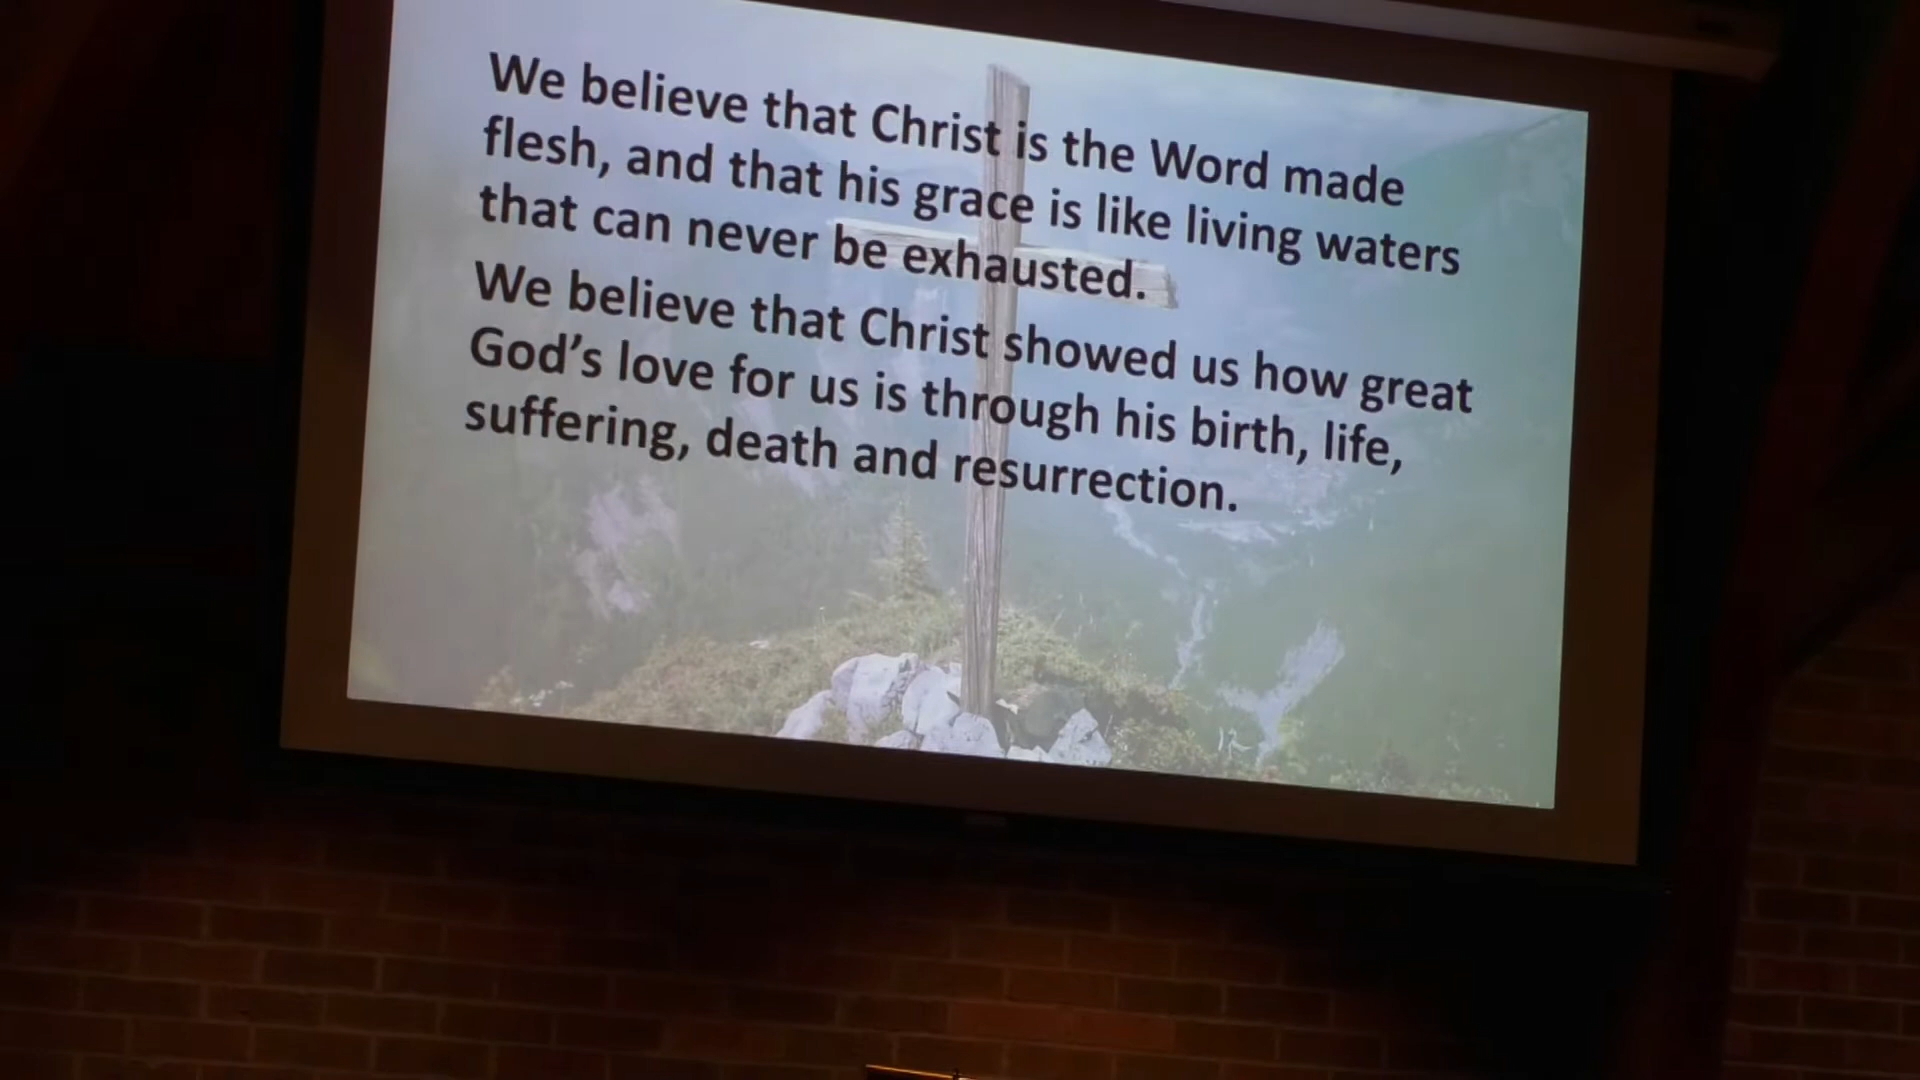 We believe that Christ is the Word made
flesh, and that his grace is like living waters
that can never be exhausted.
We believe that Christ showed us how great
God's love for us is through his birth, life,
suffering, death and resurrection.